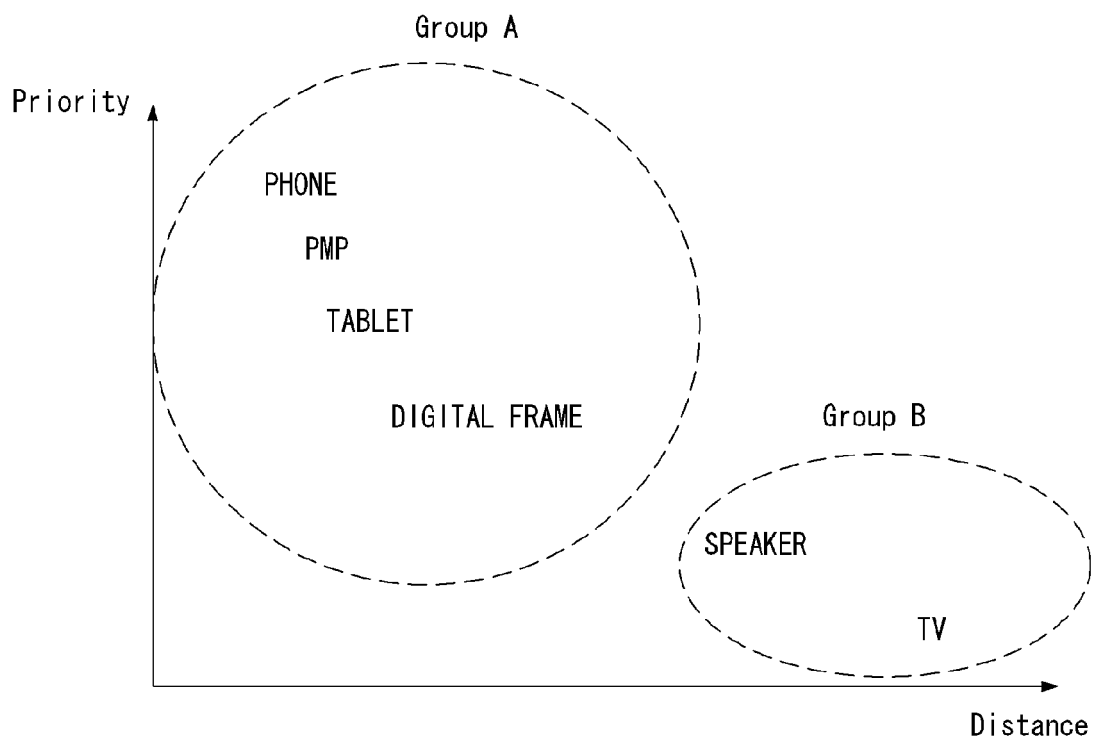 Group A
Priority
PHONE
PMP
TABLET
DIGITAL FRAME
Group B
SPEAKER
TV
Distance